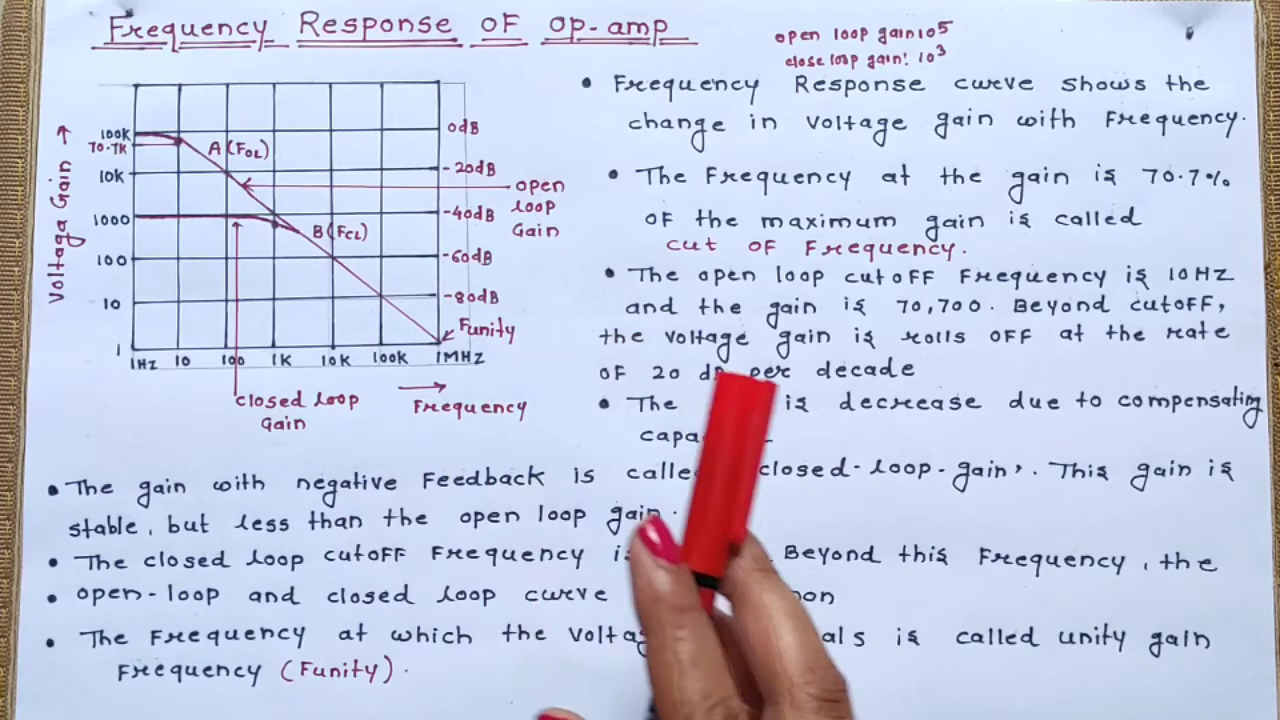 Frequency Response OF op-amp
open loop gain 10⁵
close loop gain: 10³
Voltaga Gain →
100K
70.7K
10K
1000
100
10
1
1Hz 10 100 1K 10K 100K 1MHZ
0dB
-20dB
-40dB
-60dB
-80dB
A (FOL)
B (FCL)
open
loop
Gain
Funity
closed loop
Gain
Frequency
• Frequency Response curve shows the
change in voltage gain with Frequency.
• The Frequency at the gain is 70.7%
of the maximum gain is called
cut OF Frequency.
• The open loop cutoff Frequency is 10HZ
and the gain is 70,700. Beyond cutoff,
the voltage gain is rolls OFF at the rate
OF 20 per decade
• The is decrease due to compensating
• The gain with negative Feedback is closed-loop-gain'. This gain is
stable, but less than the open loop gain.
• The closed loop cutoff Frequency Beyond this Frequency, the
• open-loop and closed loop curve
• The Frequency at which the is called unity gain
Frequency (Funity).